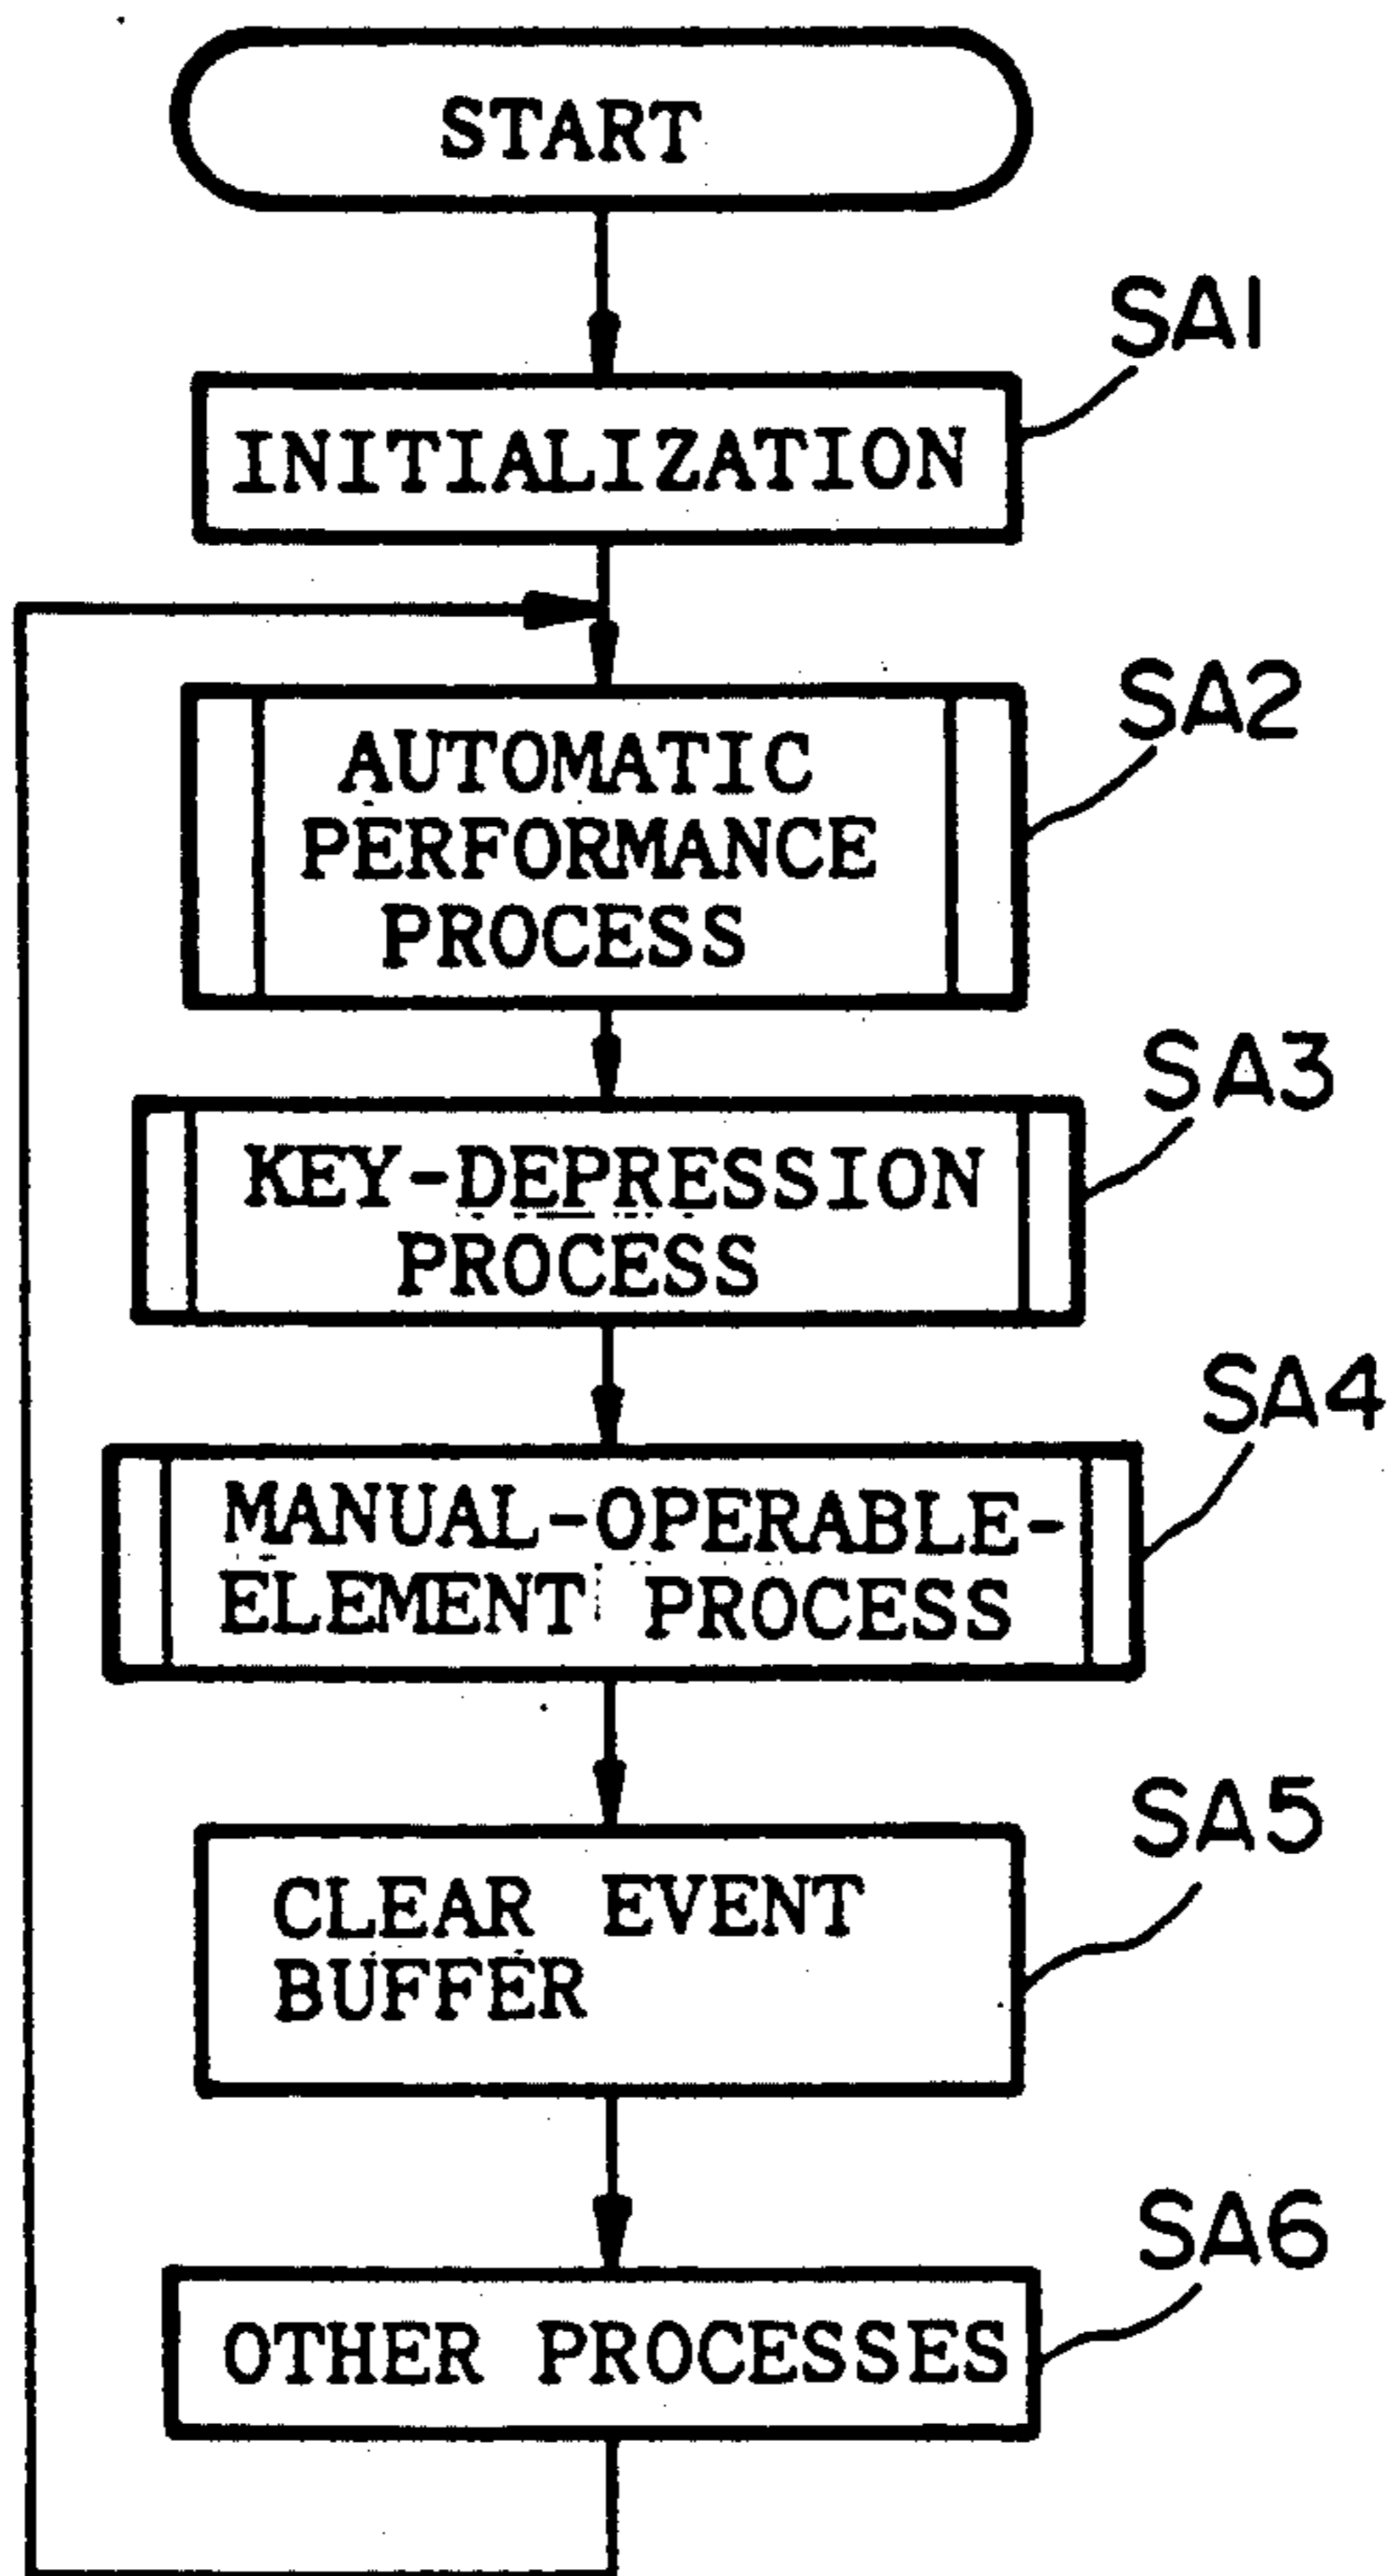 START
SA1
INITIALIZATION
SA2
AUTOMATIC
PERFORMANCE
PROCESS
SA3
KEY-DEPRESSION
PROCESS
SA4
MANUAL-OPERABLE-
ELEMENT PROCESS
SA5
CLEAR EVENT
BUFFER
SA6
OTHER PROCESSES